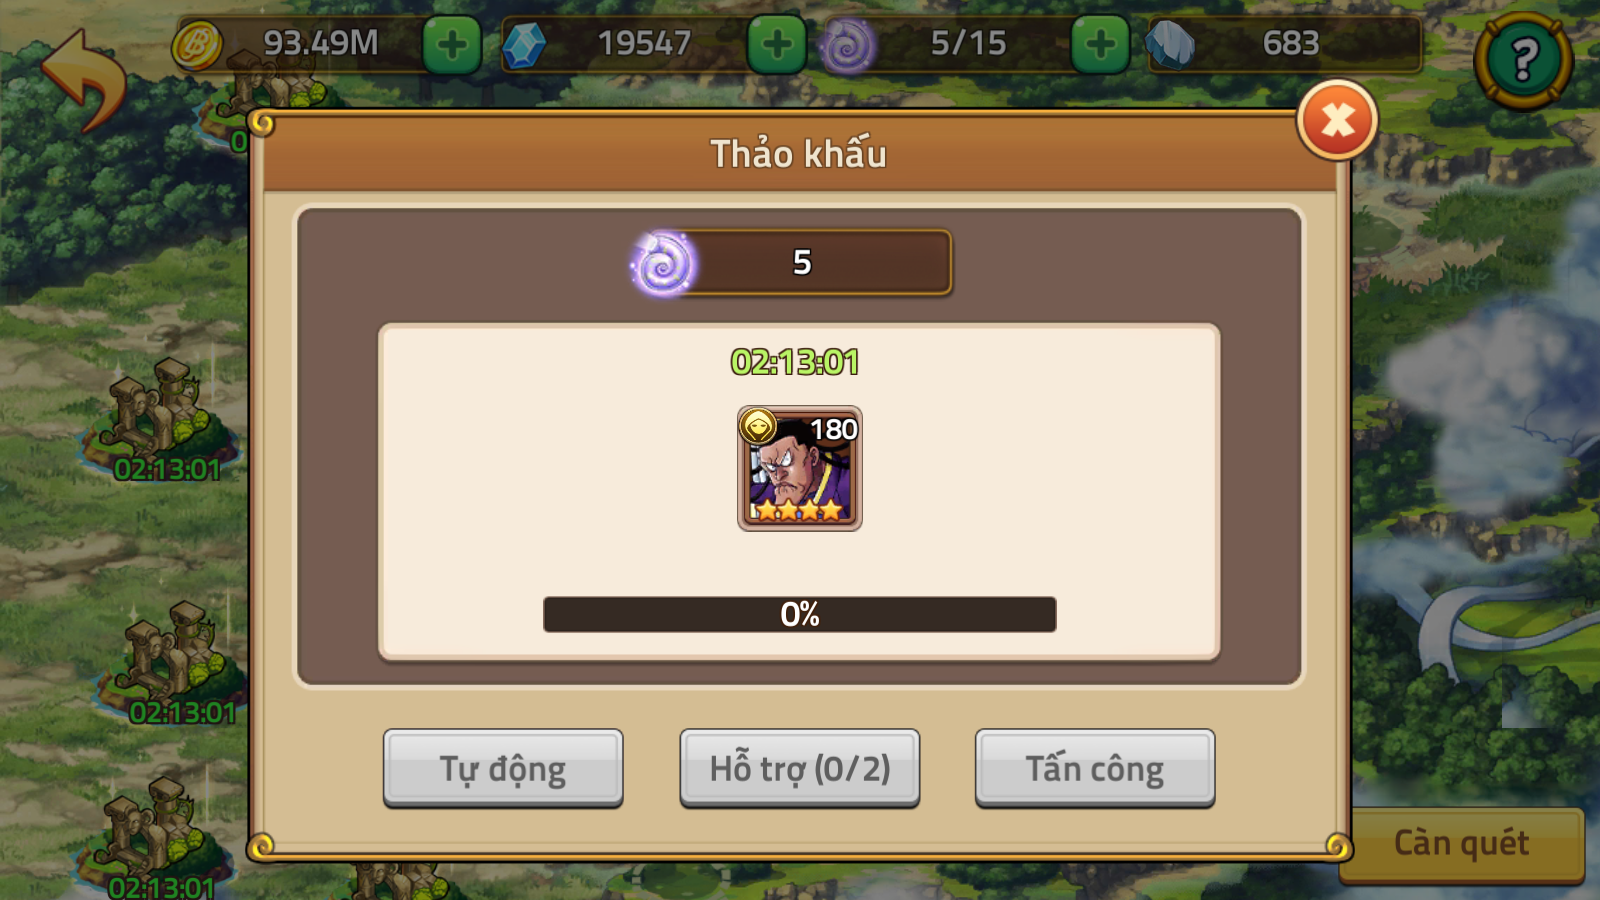 93.49M
19547
5/15
683
Thảo khấu
5
02:13:01
180
0%
02:13:01
02:13:01
02:13:01
Tự động
Hỗ trợ (0/2)
Tấn công
Càn quét